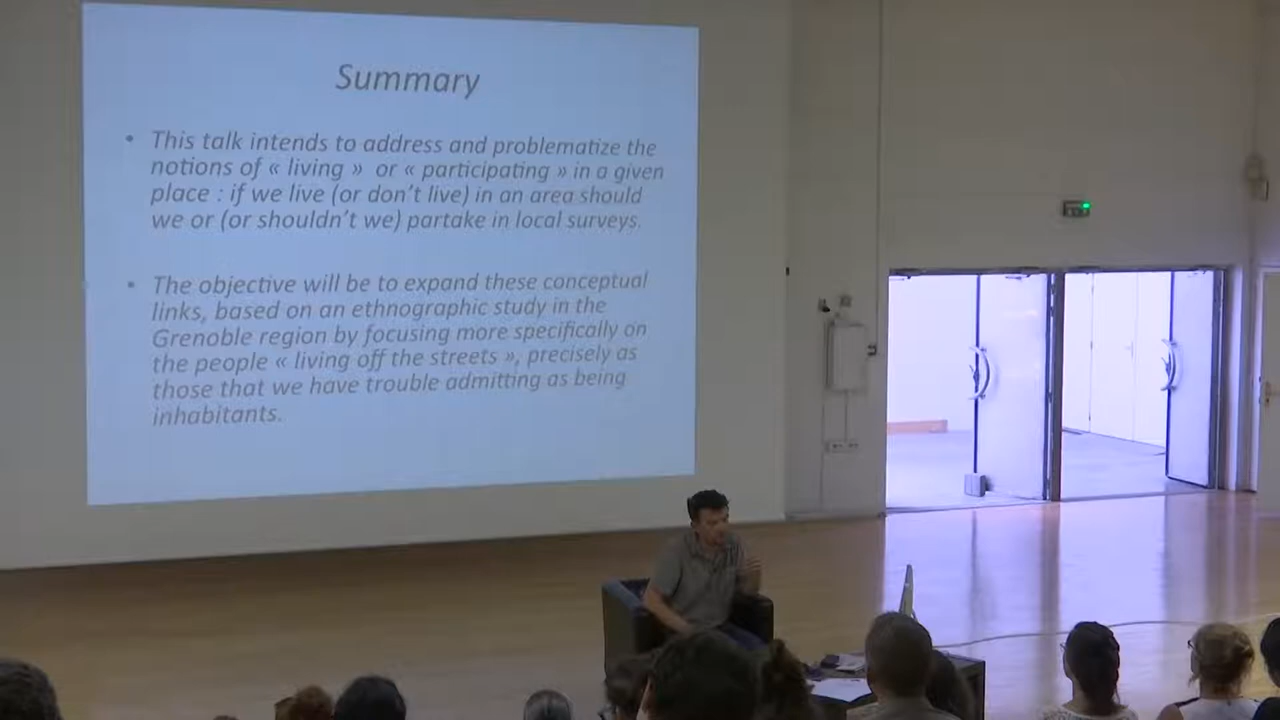 Summary
• This talk intends to address and problematize the
notions of « living »  or « participating » in a given
place : if we live (or don't live) in an area should
we or (or shouldn't we) partake in local surveys.
• The objective will be to expand these conceptual
links, based on an ethnographic study in the
Grenoble region by focusing more specifically on
the people « living off the streets », precisely as
those that we have trouble admitting as being
inhabitants.